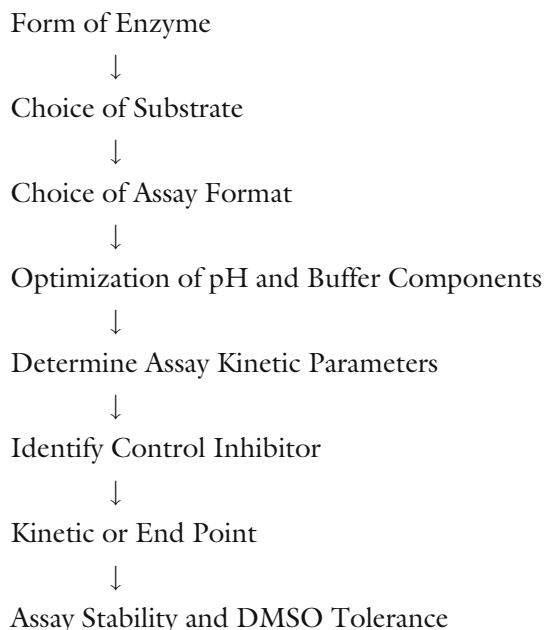 Form of Enzyme
↓
Choice of Substrate
↓
Choice of Assay Format
↓
Optimization of pH and Buffer Components
↓
Determine Assay Kinetic Parameters
↓
Identify Control Inhibitor
↓
Kinetic or End Point
↓
Assay Stability and DMSO Tolerance